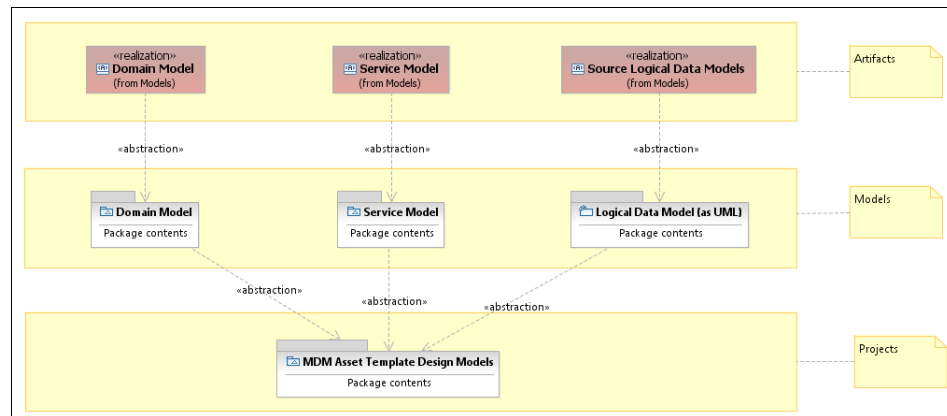 «realization»
Domain Model
(from Models)
«realization»
Service Model
(from Models)
«realization»
Source Logical Data Models
(from Models)
Artifacts
«abstraction»
«abstraction»
«abstraction»
Domain Model
Package contents
Service Model
Package contents
Logical Data Model (as UML)
Package contents
Models
«abstraction»
«abstraction»
«abstraction»
MDM Asset Template Design Models
Package contents
Projects